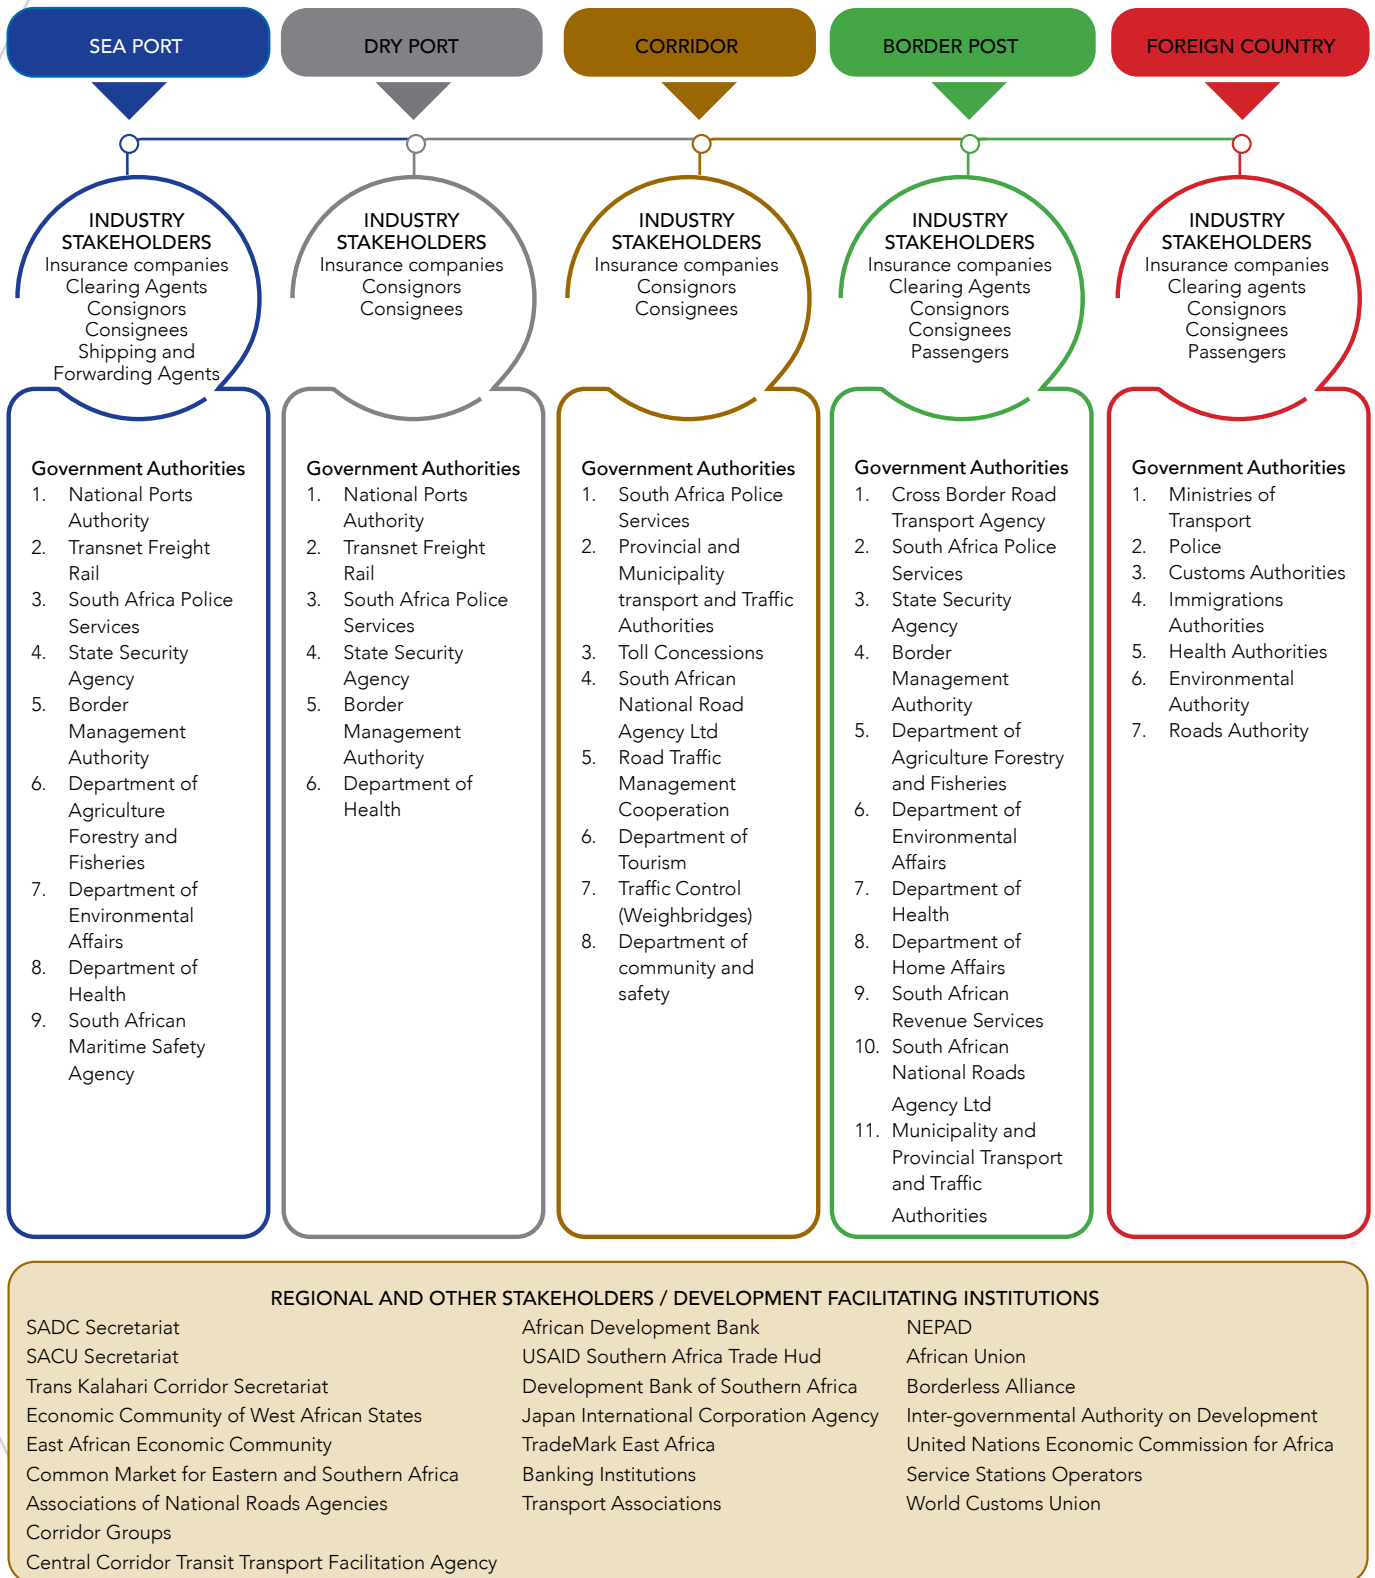 SEA PORT
DRY PORT
CORRIDOR
BORDER POST
FOREIGN COUNTRY
INDUSTRY
STAKEHOLDERS
Insurance companies
Clearing Agents
Consignors
Consignees
Shipping and
Forwarding Agents
INDUSTRY
STAKEHOLDERS
Insurance companies
Consignors
Consignees
INDUSTRY
STAKEHOLDERS
Insurance companies
Consignors
Consignees
INDUSTRY
STAKEHOLDERS
Insurance companies
Clearing Agents
Consignors
Consignees
Passengers
INDUSTRY
STAKEHOLDERS
Insurance companies
Clearing agents
Consignors
Consignees
Passengers
Government Authorities
1. National Ports
Authority
2. Transnet Freight
Rail
3. South Africa Police
Services
4. State Security
Agency
5. Border
Management
Authority
6. Department of
Agriculture
Forestry and
Fisheries
7. Department of
Environmental
Affairs
8. Department of
Health
9. South African
Maritime Safety
Agency
Government Authorities
1. National Ports
Authority
2. Transnet Freight
Rail
3. South Africa Police
Services
4. State Security
Agency
5. Border
Management
Authority
6. Department of
Health
Government Authorities
1. South Africa Police
Services
2. Provincial and
Municipality
transport and Traffic
Authorities
3. Toll Concessions
4. South African
National Road
Agency Ltd
5. Road Traffic
Management
Cooperation
6. Department of
Tourism
7. Traffic Control
(Weighbridges)
8. Department of
community and
safety
Government Authorities
1. Cross Border Road
Transport Agency
2. South Africa Police
Services
3. State Security
Agency
4. Border
Management
Authority
5. Department of
Agriculture Forestry
and Fisheries
6. Department of
Environmental
Affairs
7. Department of
Health
8. Department of
Home Affairs
9. South African
Revenue Services
10. South African
National Roads
Agency Ltd
11. Municipality and
Provincial Transport
and Traffic
Authorities
Government Authorities
1. Ministries of
Transport
2. Police
3. Customs Authorities
4. Immigrations
Authorities
5. Health Authorities
6. Environmental
Authority
7. Roads Authority
REGIONAL AND OTHER STAKEHOLDERS / DEVELOPMENT FACILITATING INSTITUTIONS
SADC Secretariat
SACU Secretariat
Trans Kalahari Corridor Secretariat
Economic Community of West African States
East African Economic Community
Common Market for Eastern and Southern Africa
Associations of National Roads Agencies
Corridor Groups
Central Corridor Transit Transport Facilitation Agency
African Development Bank
USAID Southern Africa Trade Hud
Development Bank of Southern Africa
Japan International Corporation Agency
TradeMark East Africa
Banking Institutions
Transport Associations
NEPAD
African Union
Borderless Alliance
Inter-governmental Authority on Development
United Nations Economic Commission for Africa
Service Stations Operators
World Customs Union